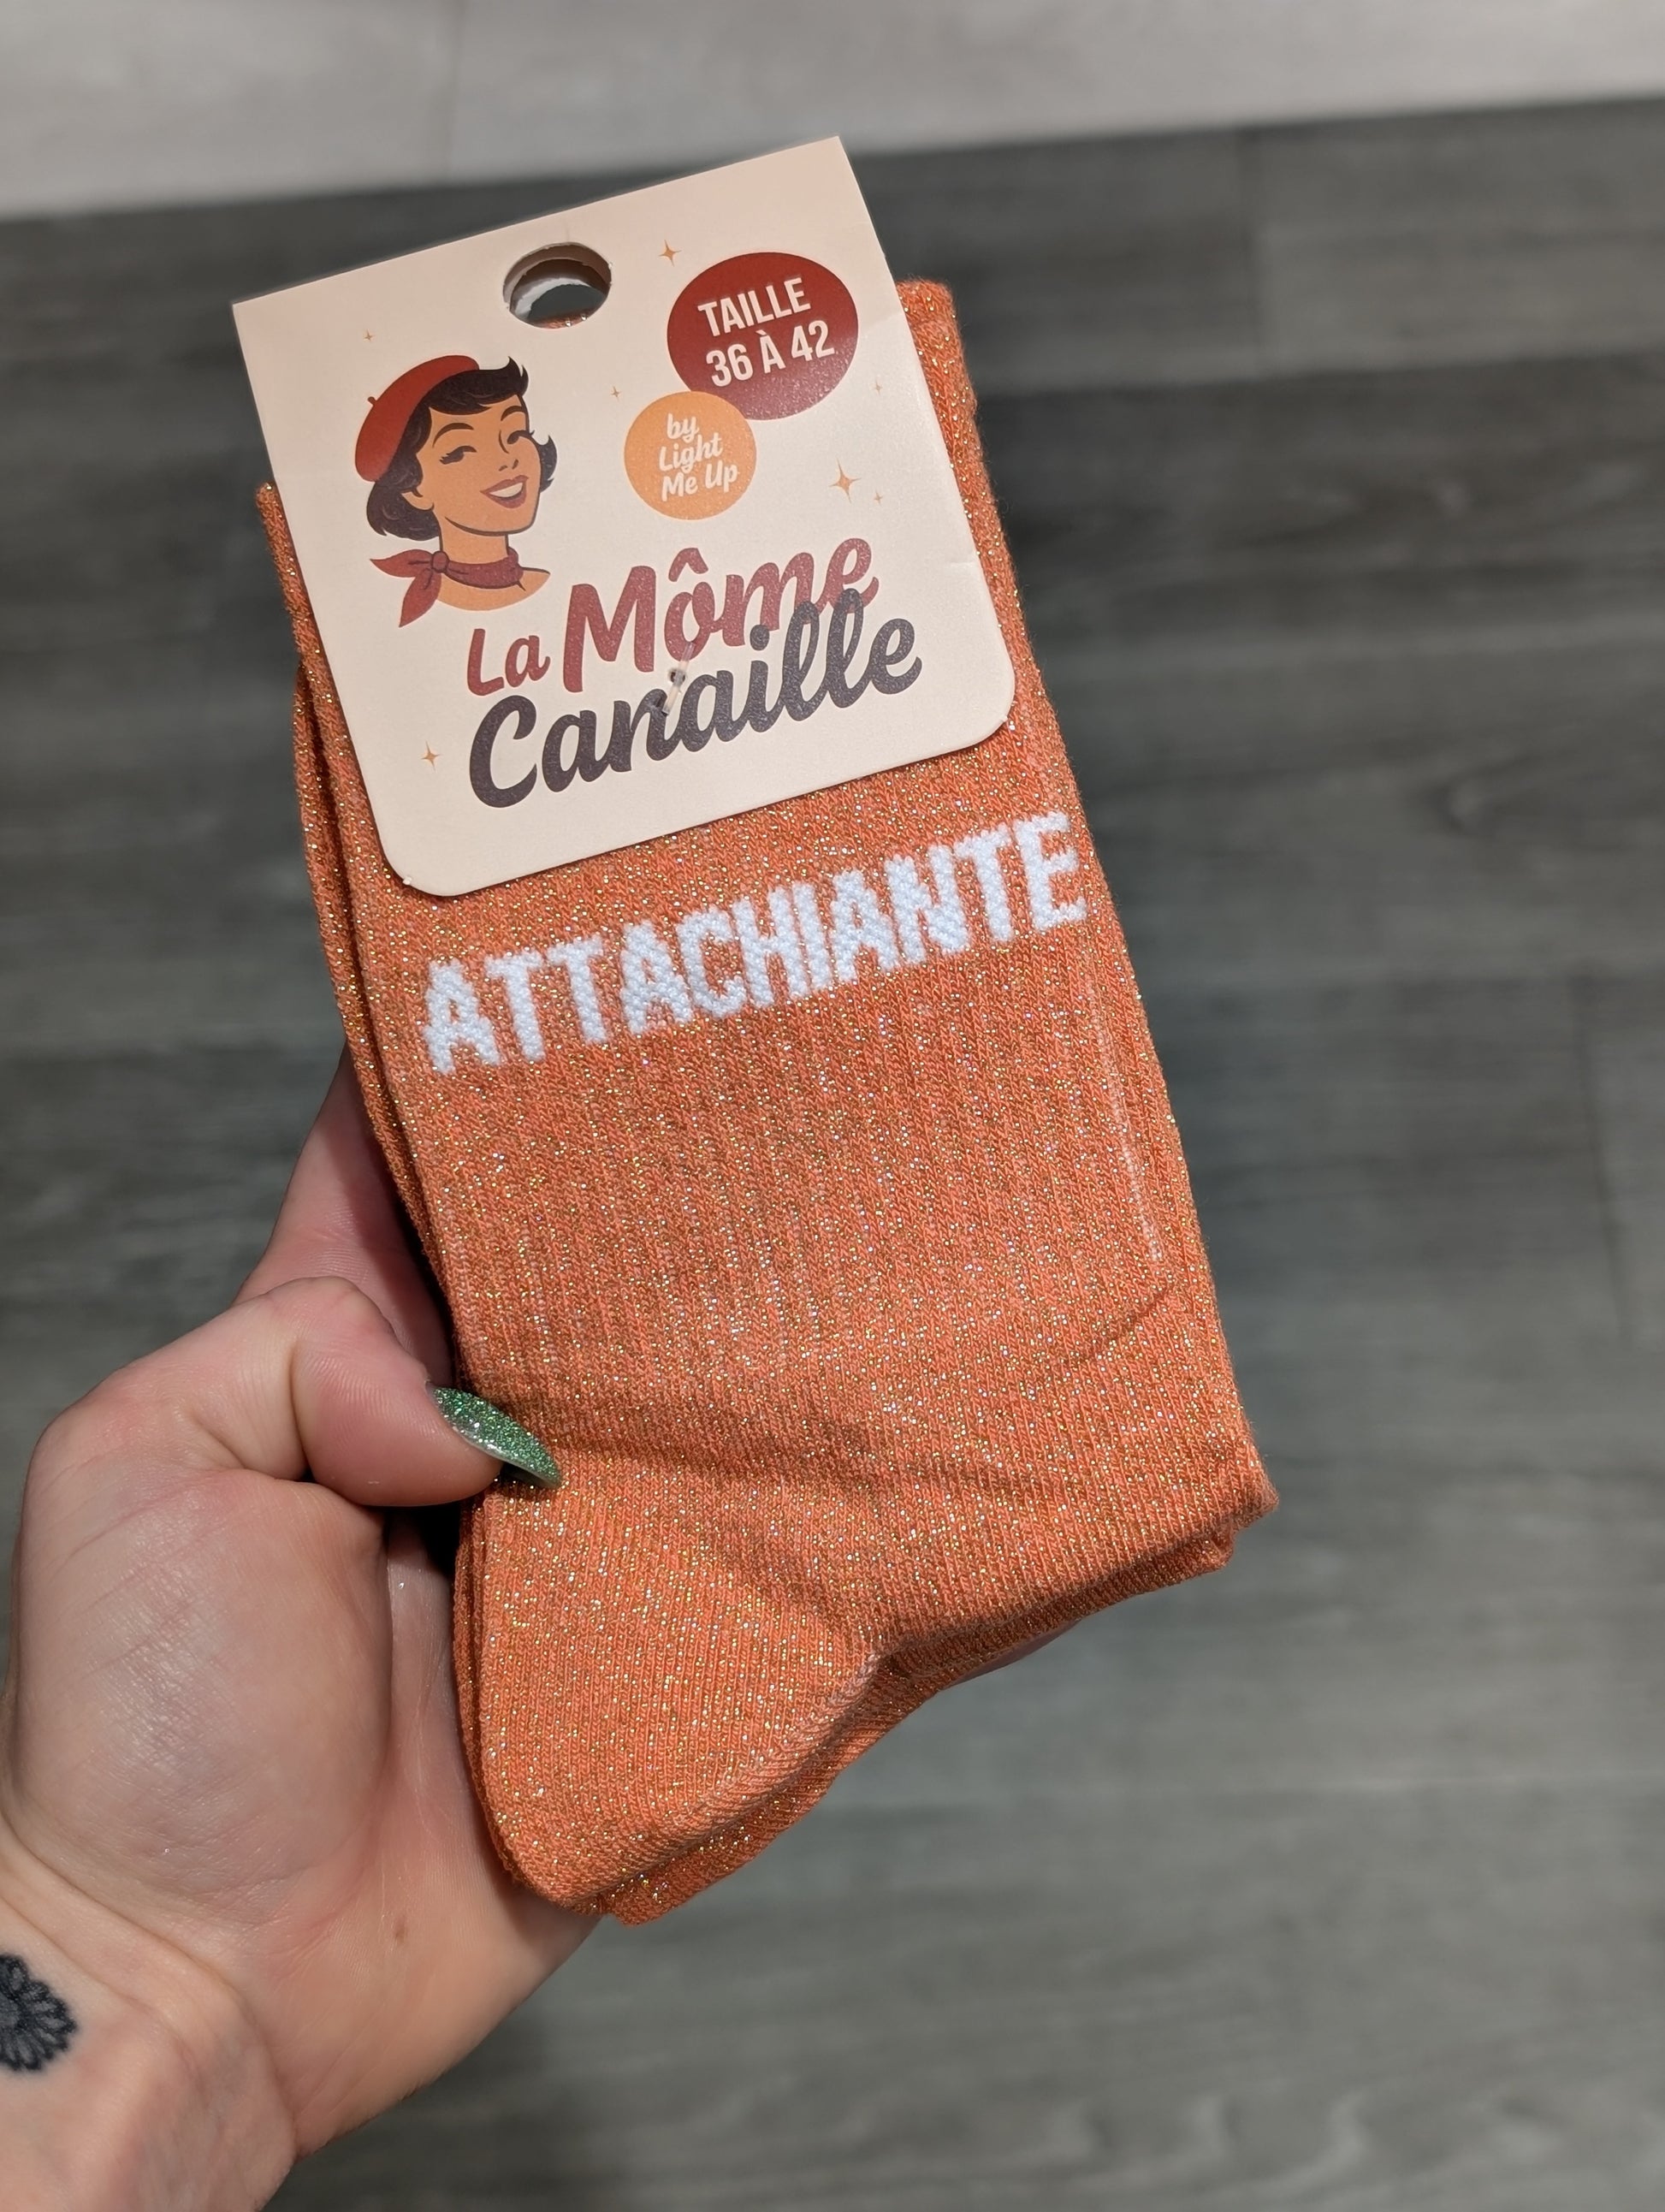 TAILLE
36 À 42
by
Light
Me Up
La Môme
Canaille
ATTACHIANTE